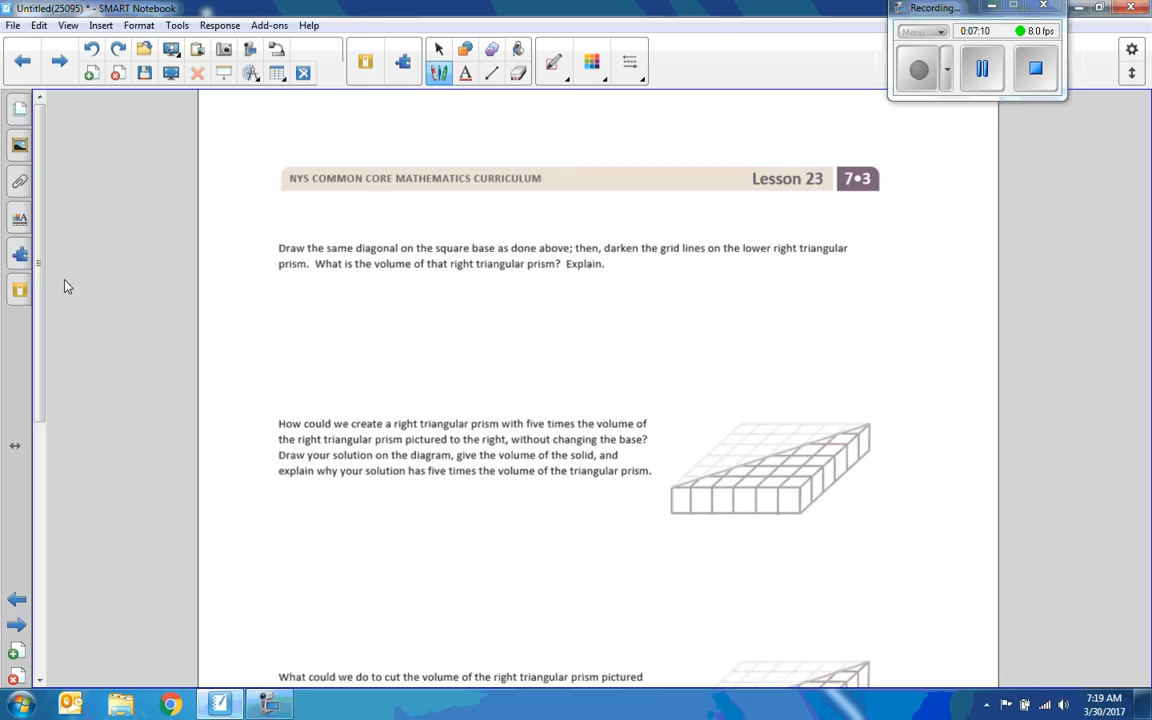 Untitled(25095) * - SMART Notebook
File Edit View Insert Format Tools Response Add-ons Help
Recording...
Menu 0:07:10 8.0 fps
NYS COMMON CORE MATHEMATICS CURRICULUM Lesson 23 7•3
Draw the same diagonal on the square base as done above; then, darken the grid lines on the lower right triangular
prism. What is the volume of that right triangular prism? Explain.
How could we create a right triangular prism with five times the volume of
the right triangular prism pictured to the right, without changing the base?
Draw your solution on the diagram, give the volume of the solid, and
explain why your solution has five times the volume of the triangular prism.
What could we do to cut the volume of the right triangular prism pictured
7:19 AM
3/30/2017